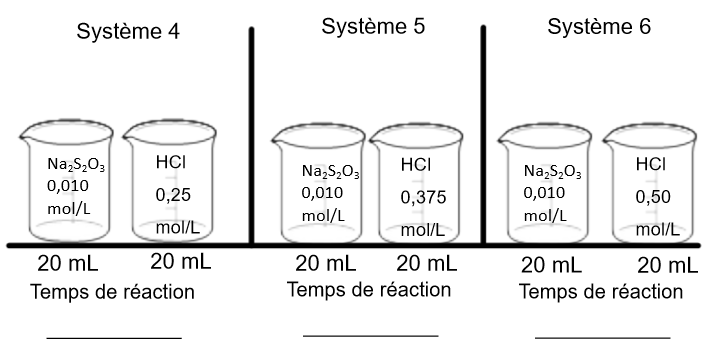 Système 4
Na₂S₂O₃
0,010
mol/L
HCl
0,25
mol/L
20 mL
20 mL
Temps de réaction
Système 5
Na₂S₂O₃
0,010
mol/L
HCl
0,375
mol/L
20 mL
20 mL
Temps de réaction
Système 6
Na₂S₂O₃
0,010
mol/L
HCl
0,50
mol/L
20 mL
20 mL
Temps de réaction